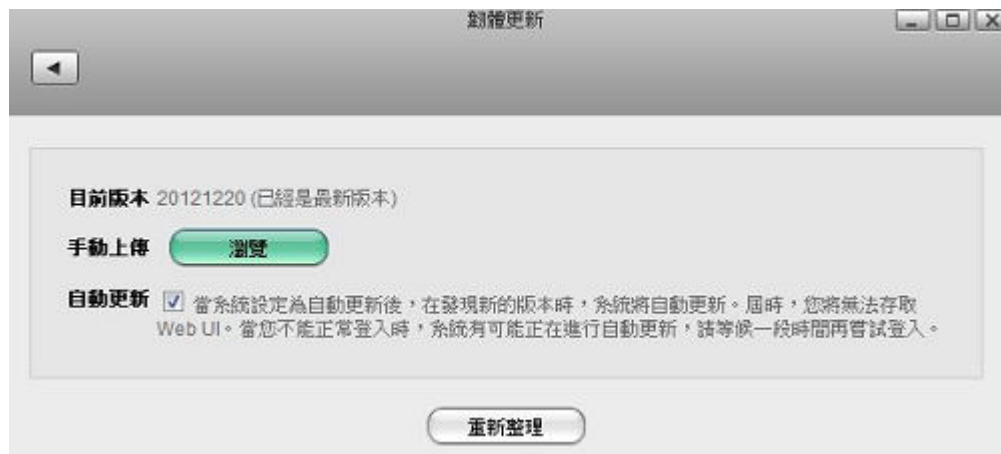 韌體更新
目前版本 20121220 (已經是最新版本)
手動上傳 瀏覽
自動更新 當系統設定為自動更新後，在發現新的版本時，系統將自動更新。屆時，您將無法存取
Web UI。當您不能正常登入時，系統有可能正在進行自動更新，請等候一段時間再嘗試登入。
重新整理